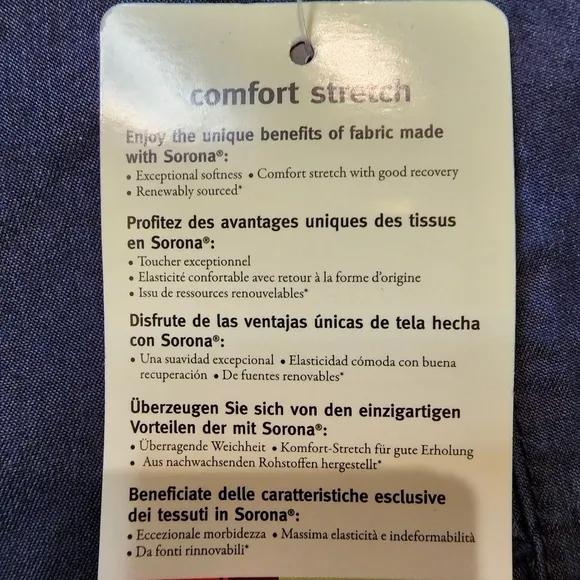 comfort stretch
Enjoy the unique benefits of fabric made
with Sorona®:
• Exceptional softness • Comfort stretch with good recovery
• Renewably sourced*
Profitez des avantages uniques des tissus
en Sorona®:
• Toucher exceptionnel
• Elasticité confortable avec retour à la forme d'origine
• Issu de ressources renouvelables*
Disfrute de las ventajas únicas de tela hecha
con Sorona®:
• Una suavidad excepcional • Elasticidad cómoda con buena
recuperación • De fuentes renovables*
Überzeugen Sie sich von den einzigartigen
Vorteilen der mit Sorona®:
• Überragende Weichheit • Komfort-Stretch für gute Erholung
• Aus nachwachsenden Rohstoffen hergestellt*
Beneficiate delle caratteristiche esclusive
dei tessuti in Sorona®:
• Eccezionale morbidezza • Massima elasticità e indeformabilità
• Da fonti rinnovabili*